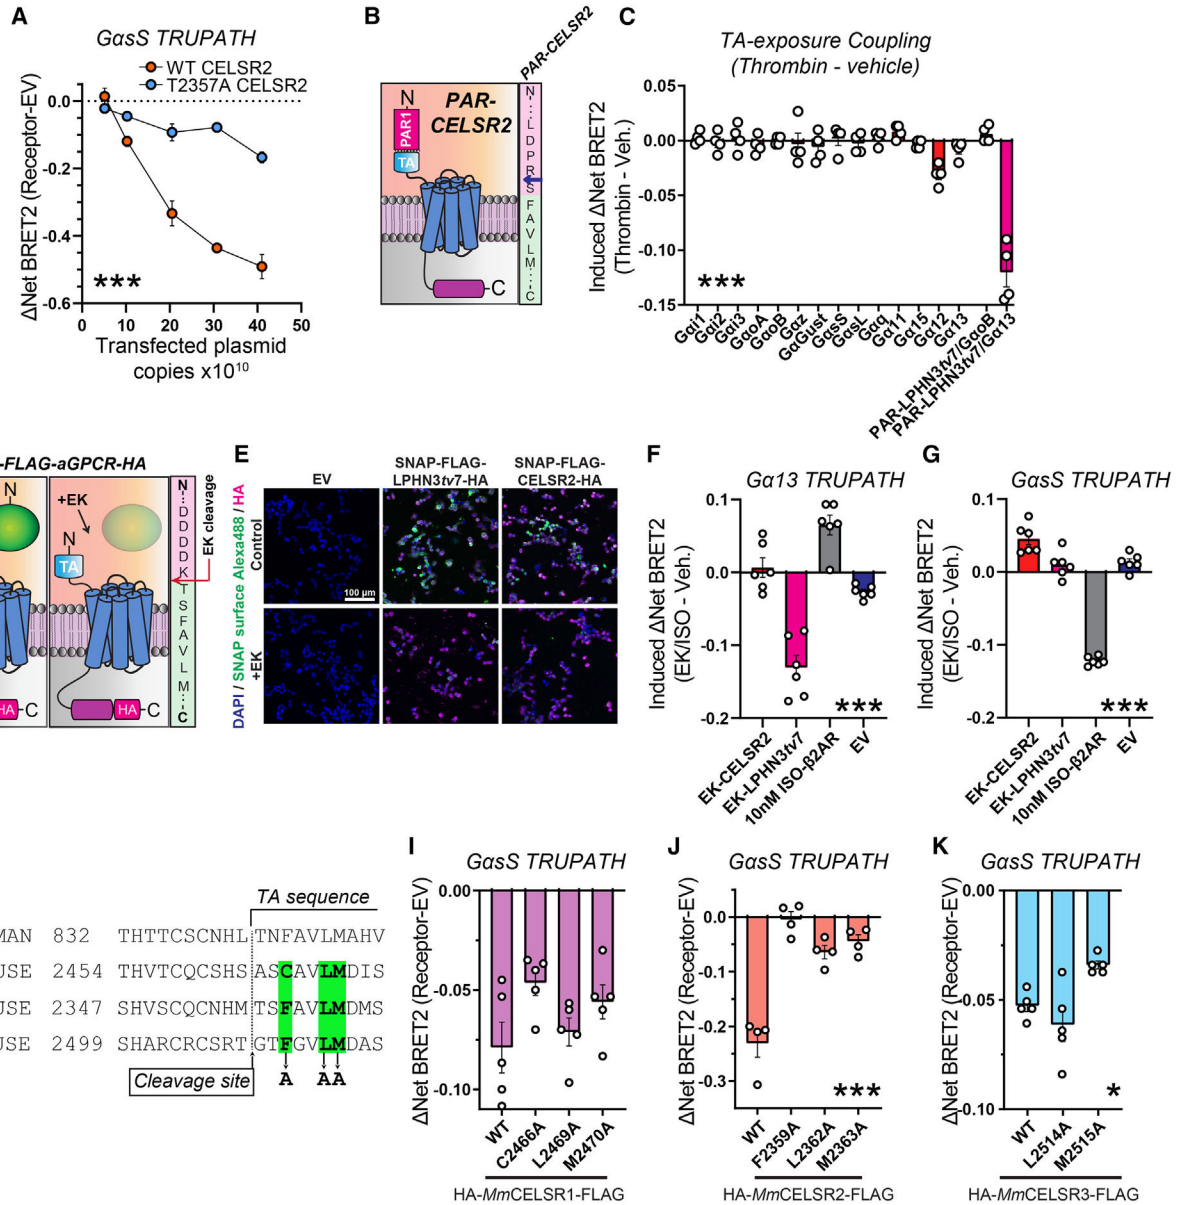 A
GαsS TRUPATH
WT CELSR2
T2357A CELSR2
ΔNet BRET2 (Receptor-EV)
0.0
-0.2
-0.4
-0.6
***
0 10 20 30 40 50
Transfected plasmid
copies x10¹⁰
B
PAR-CELSR2
N
PAR1
TA
PAR-
CELSR2
C
N
L
D
P
R
S
F
A
V
L
M
C
C
TA-exposure Coupling
(Thrombin - vehicle)
Induced ΔNet BRET2
(Thrombin - Veh.)
0.05
0.00
-0.05
-0.10
-0.15
***
Gαi1
Gαi2
Gαi3
GαoA
GαoB
Gαz
GαGust
GαsS
GαsL
Gαq
Gα11
Gα15
Gα12
Gα13
PAR-LPHN3tv7/GαoB
PAR-LPHN3tv7/Gα13
-FLAG-aGPCR-HA
N
HA -C
+EK
N
TA
HA -C
N
D
D
D
D
K
T
S
F
A
V
L
M
C
EK cleavage
E
EV
SNAP-FLAG-
LPHN3tv7-HA
SNAP-FLAG-
CELSR2-HA
DAPI / SNAP surface Alexa488 / HA
Control
+EK
100 µm
F
Gα13 TRUPATH
Induced ΔNet BRET2
(EK/ISO - Veh.)
0.1
0.0
-0.1
-0.2
***
EK-CELSR2
EK-LPHN3tv7
10nM ISO-β2AR
EV
G
GαsS TRUPATH
Induced ΔNet BRET2
(EK/ISO - Veh.)
0.1
0.0
-0.1
-0.2
***
EK-CELSR2
EK-LPHN3tv7
10nM ISO-β2AR
EV
TA sequence
MAN 832 THTTCSCNHLTNFAVLMAHV
USE 2454 THVTCQCSHSASCAVLMDIS
USE 2347 SHVSCQCNHMTSFAVLMDMS
USE 2499 SHARCRCSRTGTFGVLMDAS
Cleavage site
A AA
I
GαsS TRUPATH
ΔNet BRET2 (Receptor-EV)
0.00
-0.05
-0.10
WT
C2466A
L2469A
M2470A
HA-MmCELSR1-FLAG
J
GαsS TRUPATH
ΔNet BRET2 (Receptor-EV)
0.0
-0.1
-0.2
-0.3
***
WT
F2359A
L2362A
M2363A
HA-MmCELSR2-FLAG
K
GαsS TRUPATH
ΔNet BRET2 (Receptor-EV)
0.00
-0.05
-0.10
*
WT
L2514A
M2515A
HA-MmCELSR3-FLAG